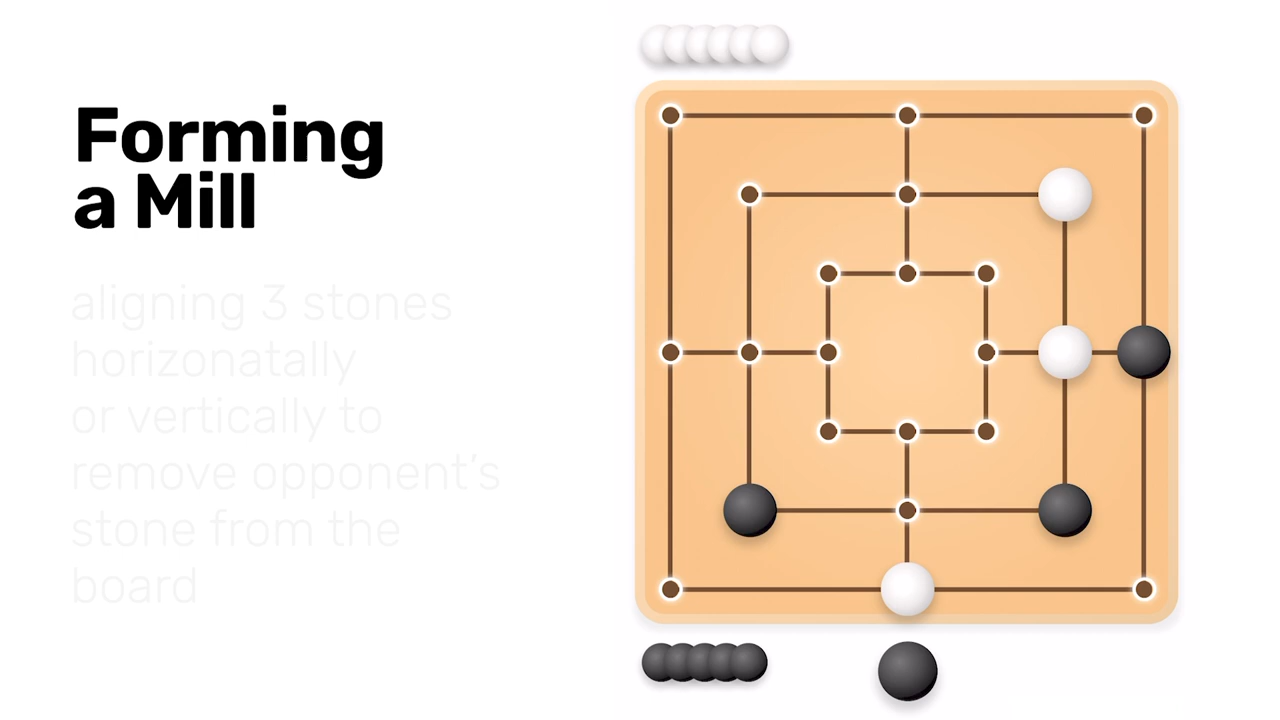 Forming
a Mill
aligning 3 stones
horizonatally
or vertically to
remove opponent's
stone from the
board